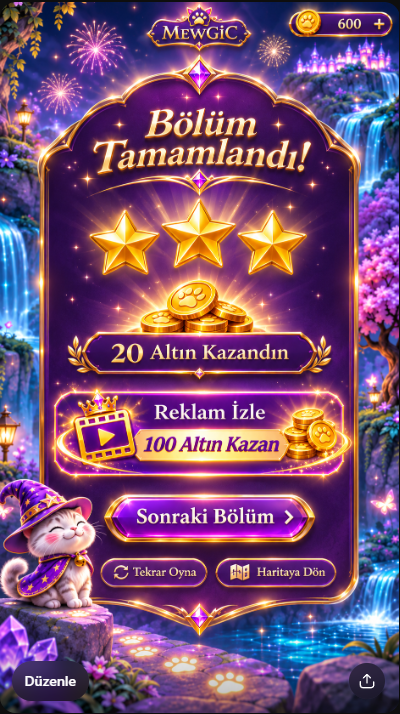 MEWGIC
600 +
Bölüm
Tamamlandı!
20 Altın Kazandın
Reklam İzle
100 Altın Kazan
Sonraki Bölüm
Tekrar Oyna
Haritaya Dön
Düzenle